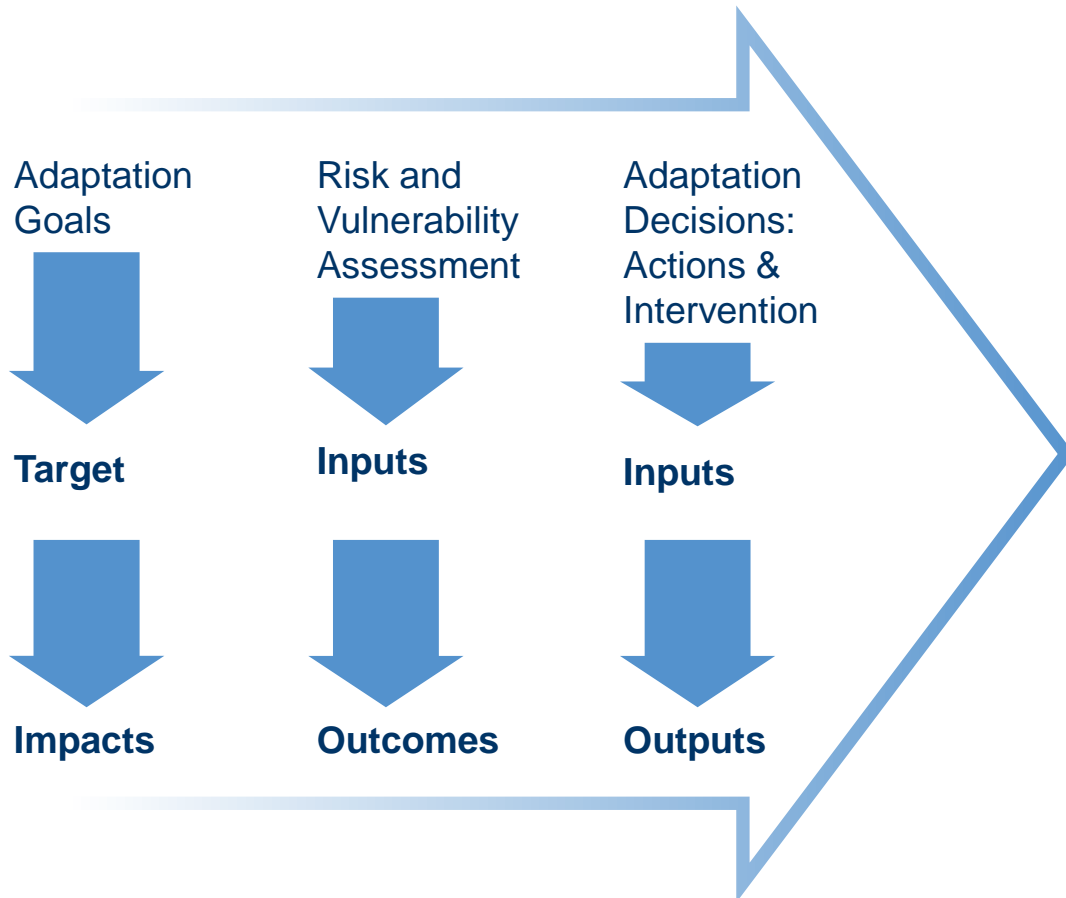 Adaptation
Goals
Risk and
Vulnerability
Assessment
Adaptation
Decisions:
Actions &
Intervention
Target
Inputs
Inputs
Impacts
Outcomes
Outputs